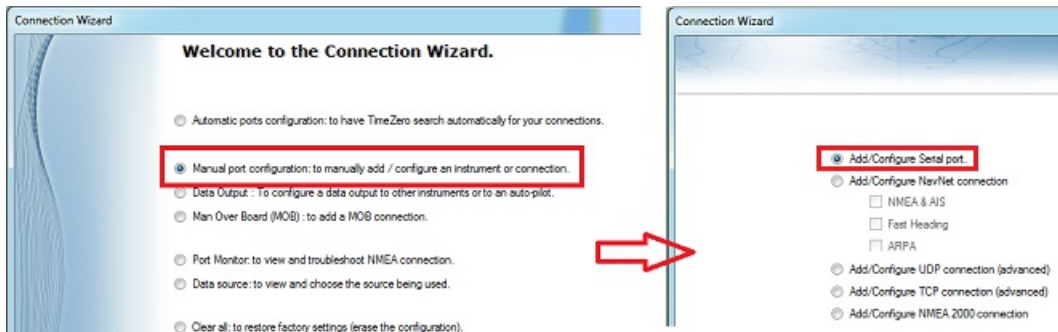 Connection Wizard
Welcome to the Connection Wizard.
Automatic ports configuration: to have TimeZero search automatically for your connections.
Manual port configuration: to manually add / configure an instrument or connection.
Data Output : To configure a data output to other instruments or to an auto-pilot.
Man Over Board (MOB) : to add a MOB connection.
Port Monitor: to view and troubleshoot NMEA connection.
Data source: to view and choose the source being used.
Clear all: to restore factory settings (erase the configuration).
Connection Wizard
Add/Configure Serial port.
Add/Configure NavNet connection
NMEA & AIS
Fast Heading
ARPA
Add/Configure UDP connection (advanced)
Add/Configure TCP connection (advanced)
Add/Configure NMEA 2000 connection